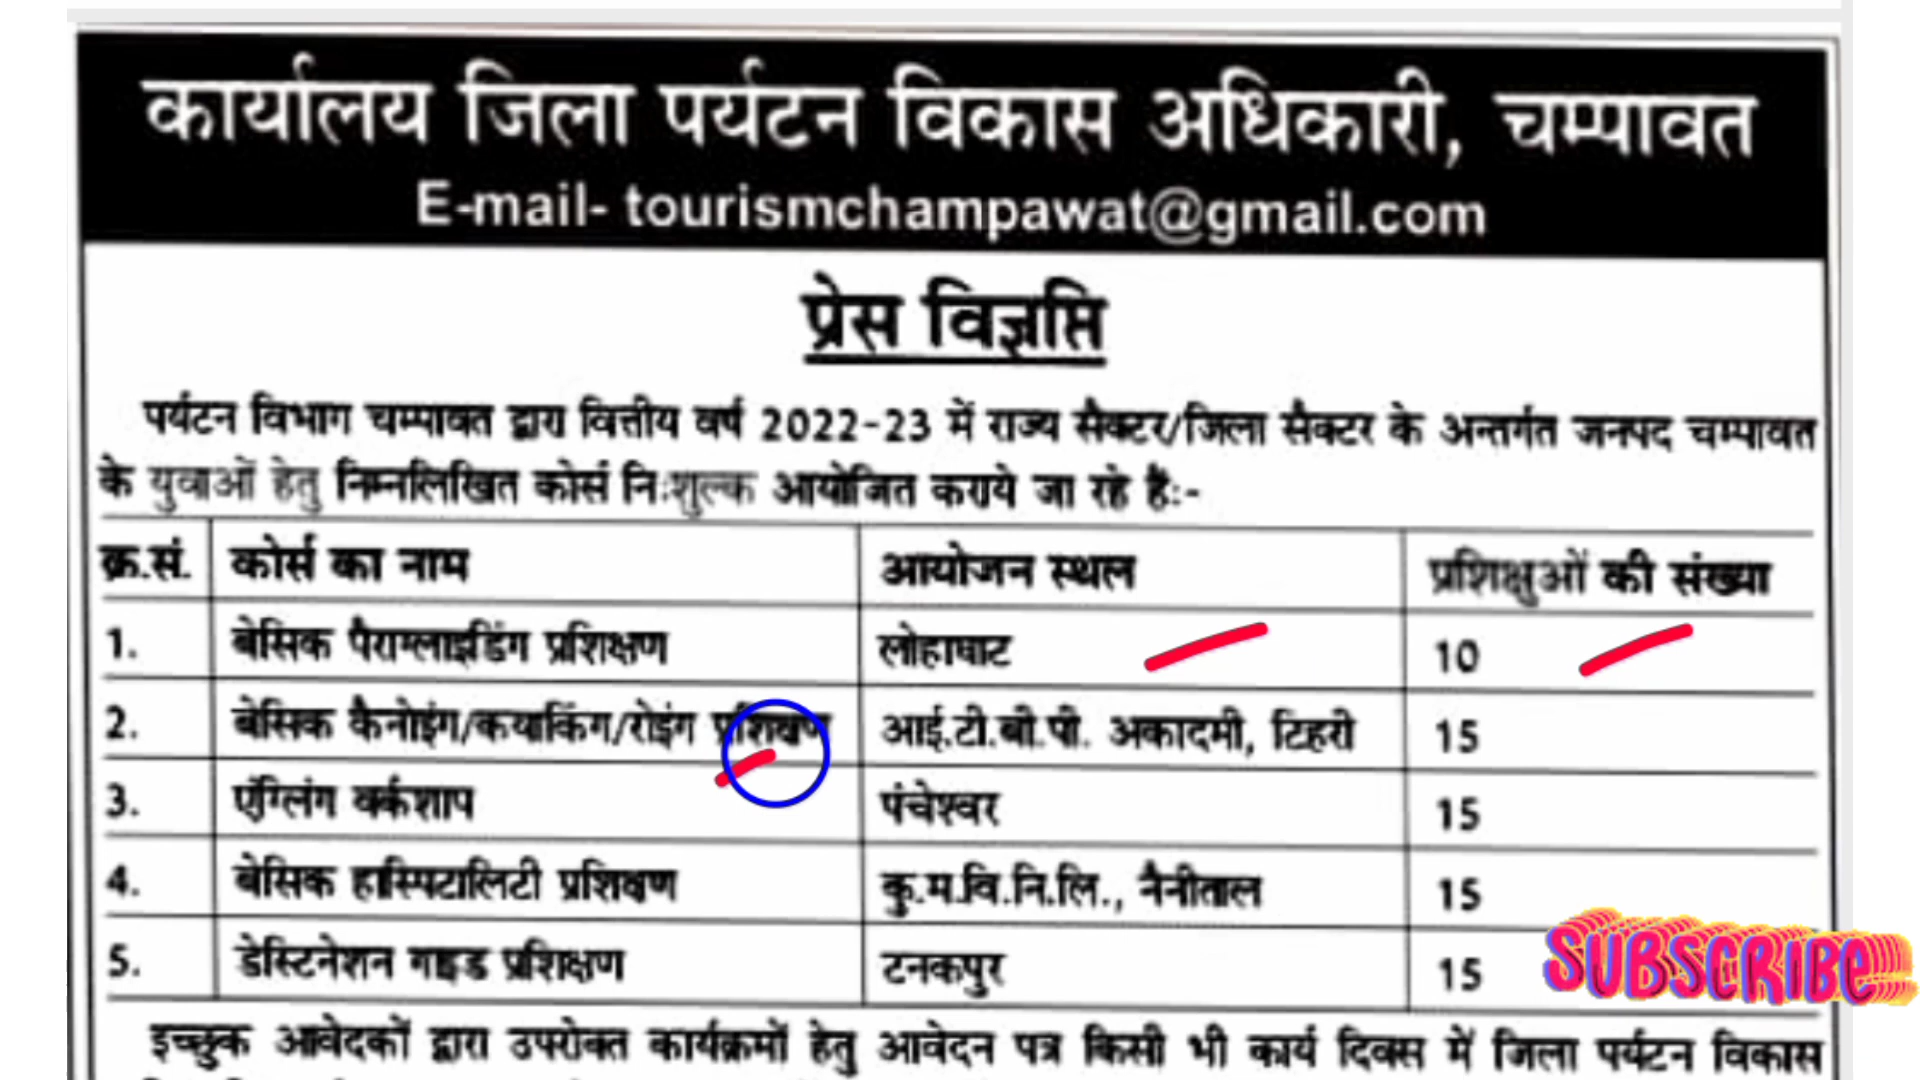 कार्यालय जिला पर्यटन विकास अधिकारी, चम्पावत
E-mail- tourismchampawat@gmail.com
प्रेस विज्ञप्ति
पर्यटन विभाग चम्पावत द्वारा वित्तीय वर्ष 2022-23 में राज्य सैक्टर/जिला सैक्टर के अन्तर्गत जनपद चम्पावत
के युवाओं हेतु निम्नलिखित कोर्स निःशुल्क आयोजित कराये जा रहे हैः-
क्र.सं. कोर्स का नाम आयोजन स्थल प्रशिक्षुओं की संख्या
1. बेसिक पैराग्लाइडिंग प्रशिक्षण लोहाघाट 10
2. बेसिक कैनोइंग/कयाकिंग/रोइंग प्रशिक्षण आई.टी.बी.पी. अकादमी, टिहरी 15
3. एंग्लिंग वर्कशाप पंचेश्वर 15
4. बेसिक हास्पिटालिटी प्रशिक्षण कु.म.वि.नि.लि., नैनीताल 15
5. डेस्टिनेशन गाइड प्रशिक्षण टनकपुर 15
SUBSCRIBE
इच्छुक आवेदकों द्वारा उपरोक्त कार्यक्रमों हेतु आवेदन पत्र किसी भी कार्य दिवस में जिला पर्यटन विकास